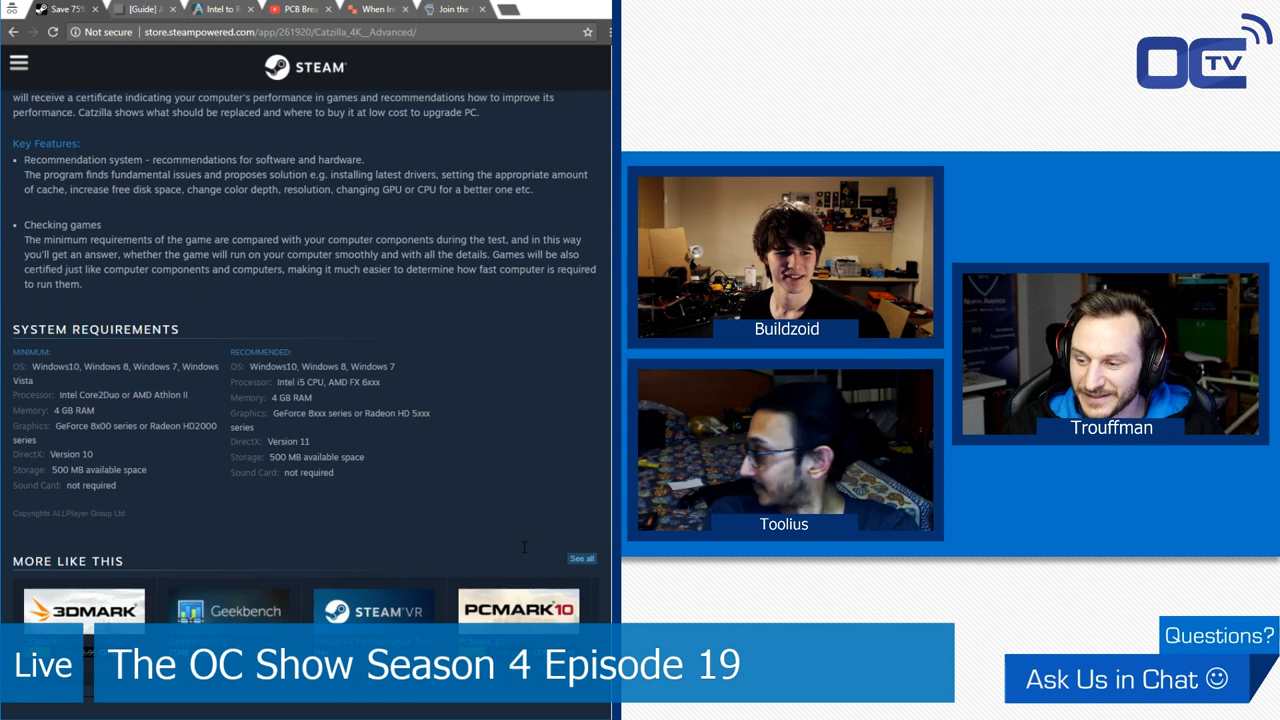 Save 75%
[Guide] A
Intel to R
PCB Brea
When In
Join the
Not secure
store.steampowered.com/app/261920/Catzilla_4K__Advanced/
STEAM
will receive a certificate indicating your computer's performance in games and recommendations how to improve its
performance. Catzilla shows what should be replaced and where to buy it at low cost to upgrade PC.
Key Features:
Recommendation system - recommendations for software and hardware.
The program finds fundamental issues and proposes solution e.g. installing latest drivers, setting the appropriate amount
of cache, increase free disk space, change color depth, resolution, changing GPU or CPU for a better one etc.
Checking games
The minimum requirements of the game are compared with your computer components during the test, and in this way
you'll get an answer, whether the game will run on your computer smoothly and with all the details. Games will be also
certified just like computer components and computers, making it much easier to determine how fast computer is required
to run them.
SYSTEM REQUIREMENTS
MINIMUM:
OS: Windows10, Windows 8, Windows 7, Windows
Vista
Processor: Intel Core2Duo or AMD Athlon II
Memory: 4 GB RAM
Graphics: GeForce 8x00 series or Radeon HD2000
series
DirectX: Version 10
Storage: 500 MB available space
Sound Card: not required
RECOMMENDED:
OS: Windows10, Windows 8, Windows 7
Processor: Intel i5 CPU, AMD FX 6xxx
Memory: 4 GB RAM
Graphics: GeForce 8xxx series or Radeon HD 5xxx
series
DirectX: Version 11
Storage: 500 MB available space
Sound Card: not required
Copyrights ALLPlayer Group Ltd.
MORE LIKE THIS
See all
3DMARK
Geekbench
STEAM VR
PCMARK10
OC TV
Buildzoid
Toolius
Trouffman
Live
The OC Show Season 4 Episode 19
Questions?
Ask Us in Chat ☺